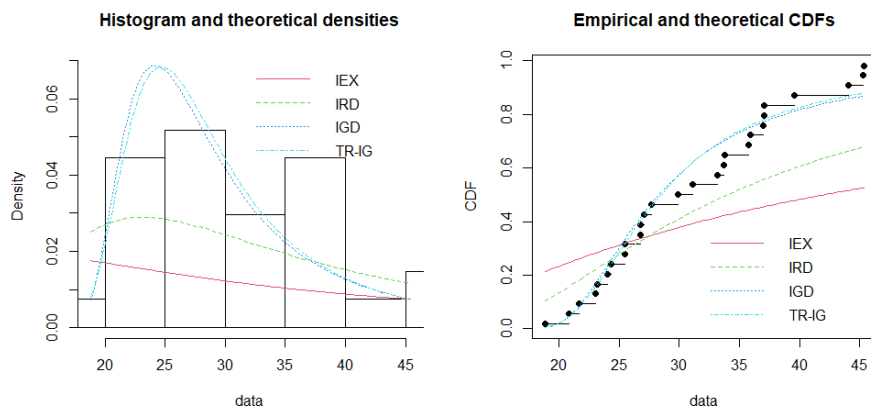 Histogram and theoretical densities
Density
0.00
0.02
0.04
0.06
20
25
30
35
40
45
data
IEX
IRD
IGD
TR-IG
Empirical and theoretical CDFs
CDF
0.0
0.2
0.4
0.6
0.8
1.0
20
25
30
35
40
45
data
IEX
IRD
IGD
TR-IG